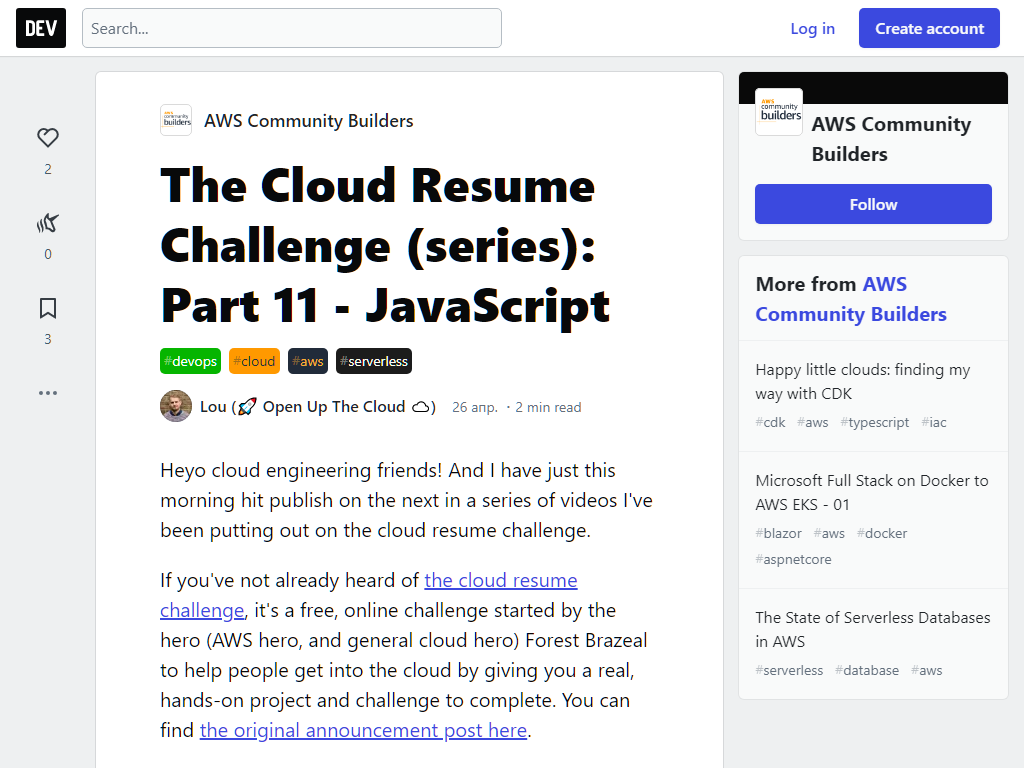 DEV
Search...
Log in
Create account
2
0
3
AWS Community Builders
The Cloud Resume
Challenge (series):
Part 11 - JavaScript
#devops #cloud #aws #serverless
Lou (🚀 Open Up The Cloud ☁️) 26 апр. · 2 min read
Heyo cloud engineering friends! And I have just this
morning hit publish on the next in a series of videos I've
been putting out on the cloud resume challenge.
If you've not already heard of the cloud resume
challenge, it's a free, online challenge started by the
hero (AWS hero, and general cloud hero) Forest Brazeal
to help people get into the cloud by giving you a real,
hands-on project and challenge to complete. You can
find the original announcement post here.
aws
community
builders
AWS Community
Builders
Follow
More from AWS
Community Builders
Happy little clouds: finding my
way with CDK
#cdk #aws #typescript #iac
Microsoft Full Stack on Docker to
AWS EKS - 01
#blazor #aws #docker
#aspnetcore
The State of Serverless Databases
in AWS
#serverless #database #aws